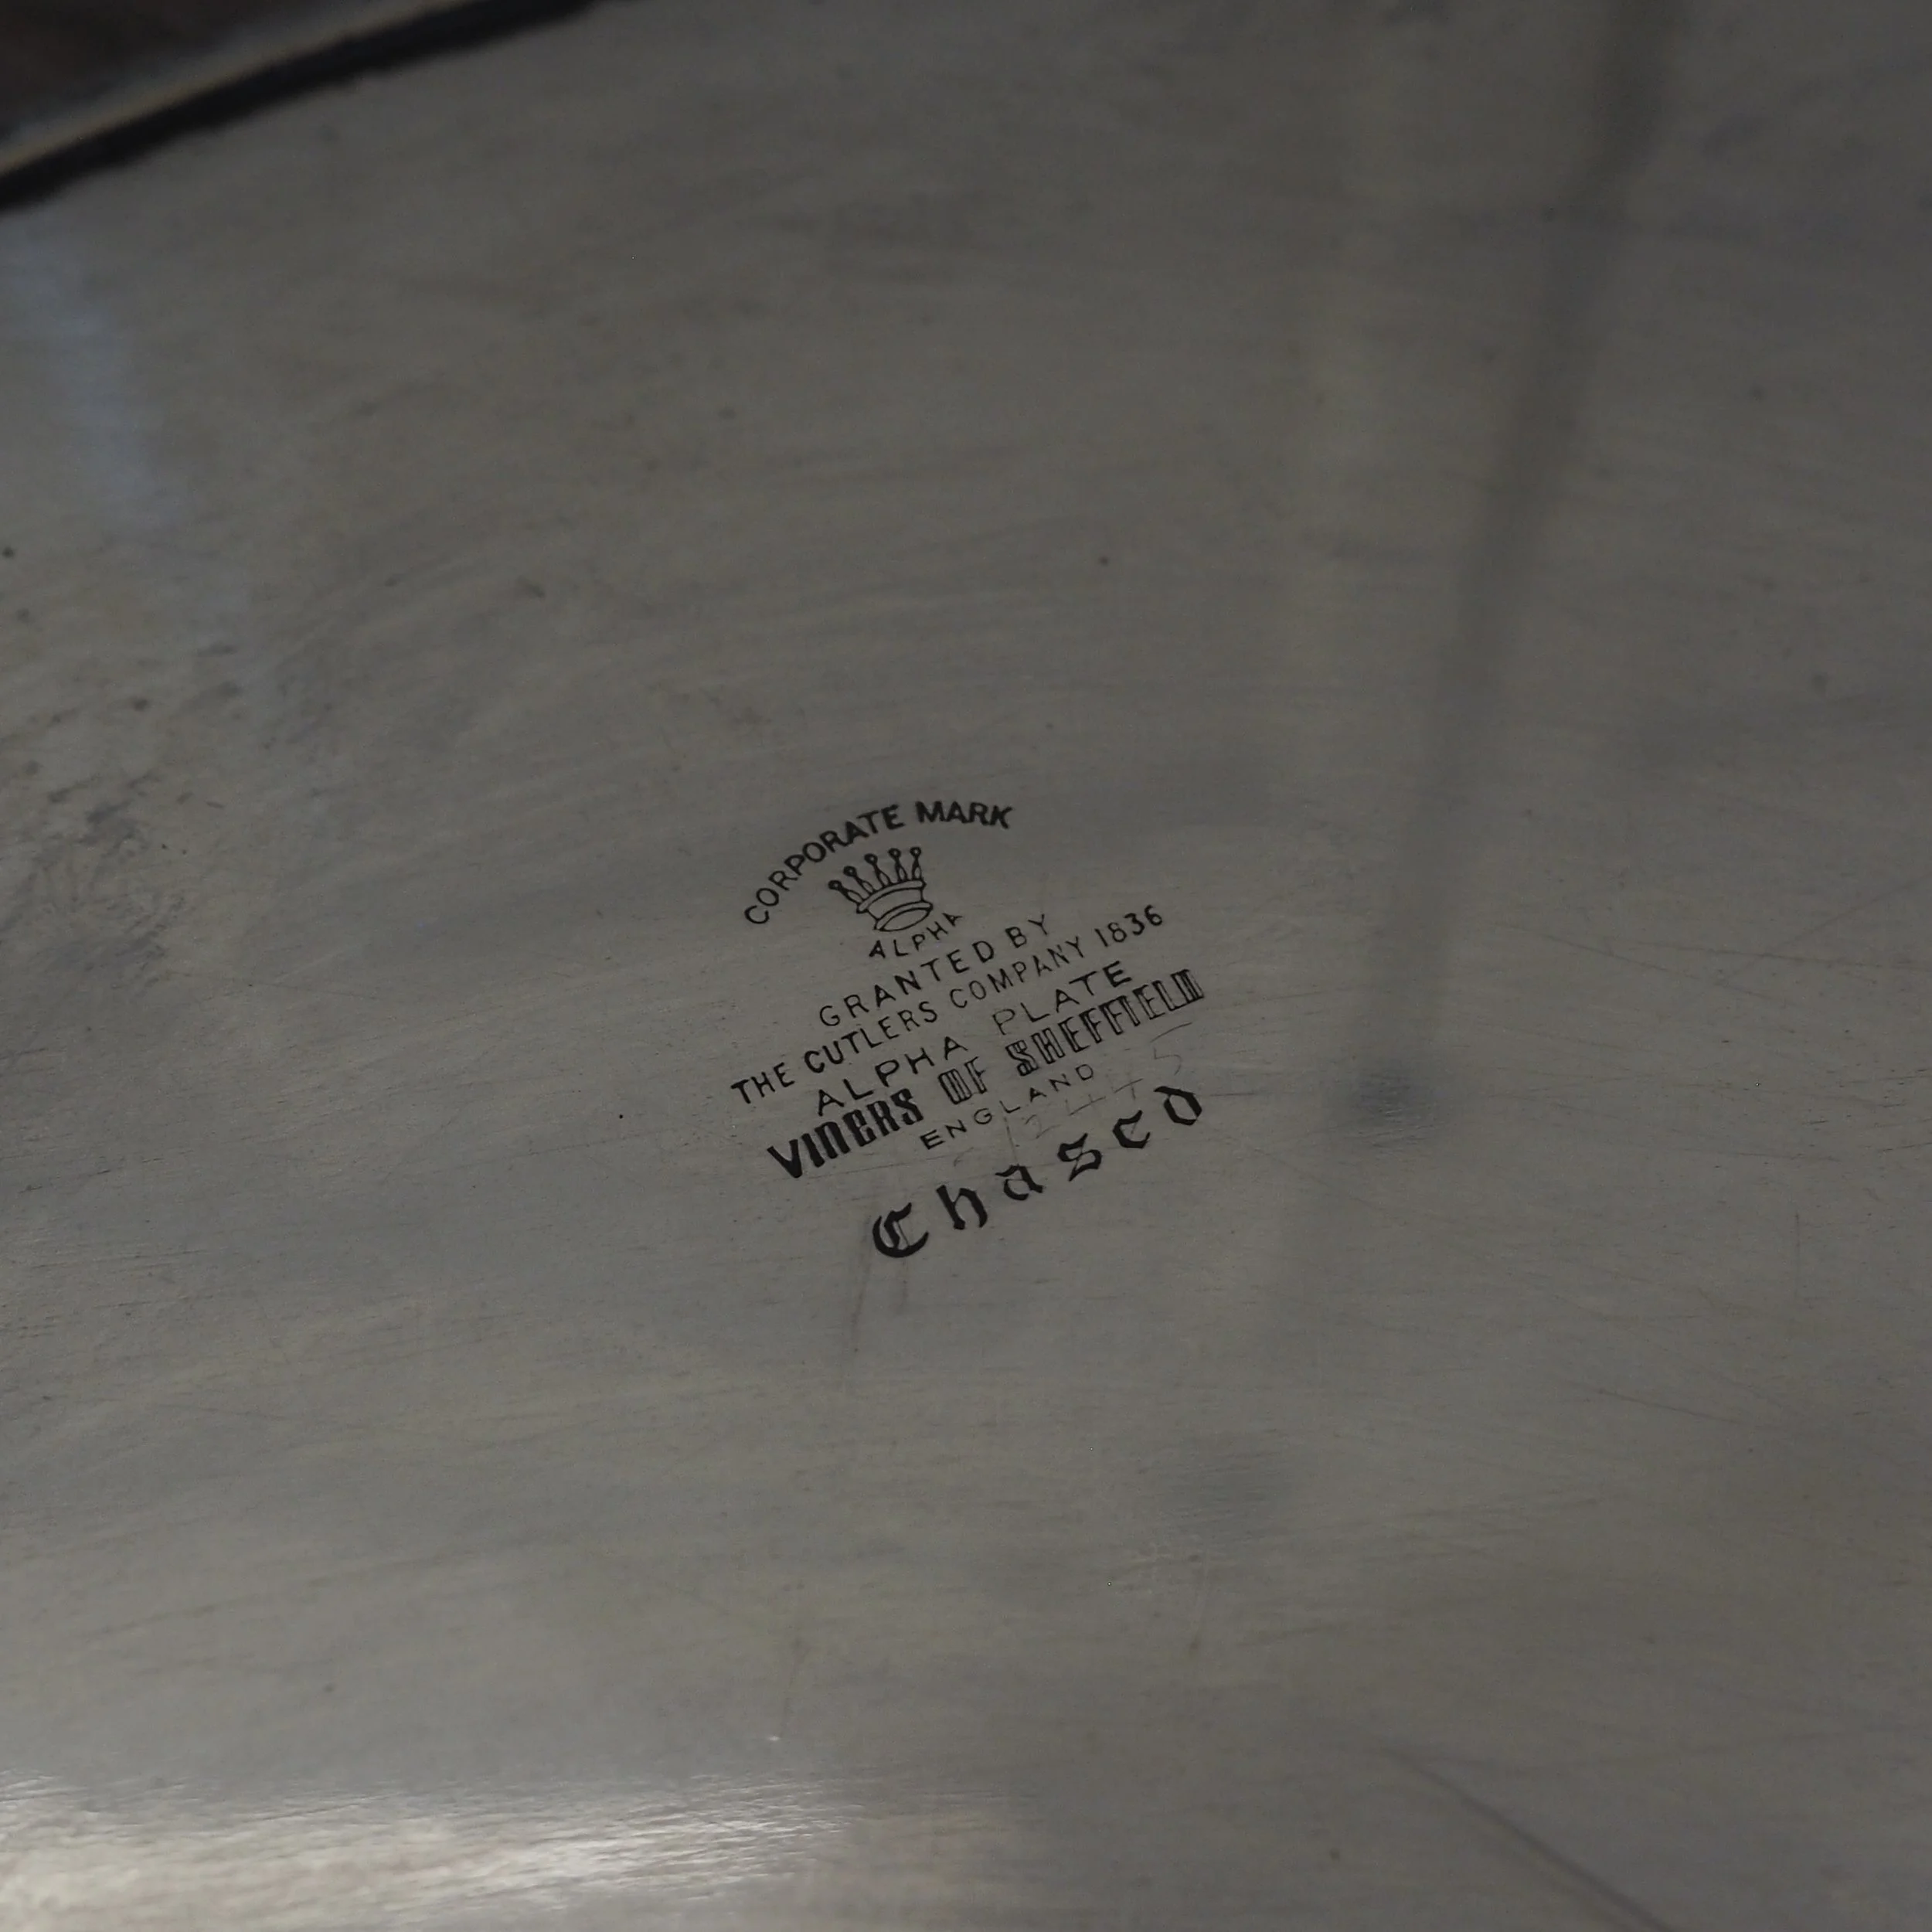 CORPORATE MARK
ALPHA
GRANTED BY
THE CUTLERS COMPANY 1836
ALPHA PLATE
VINERS OF SHEFFIELD
ENGLAND
Chased